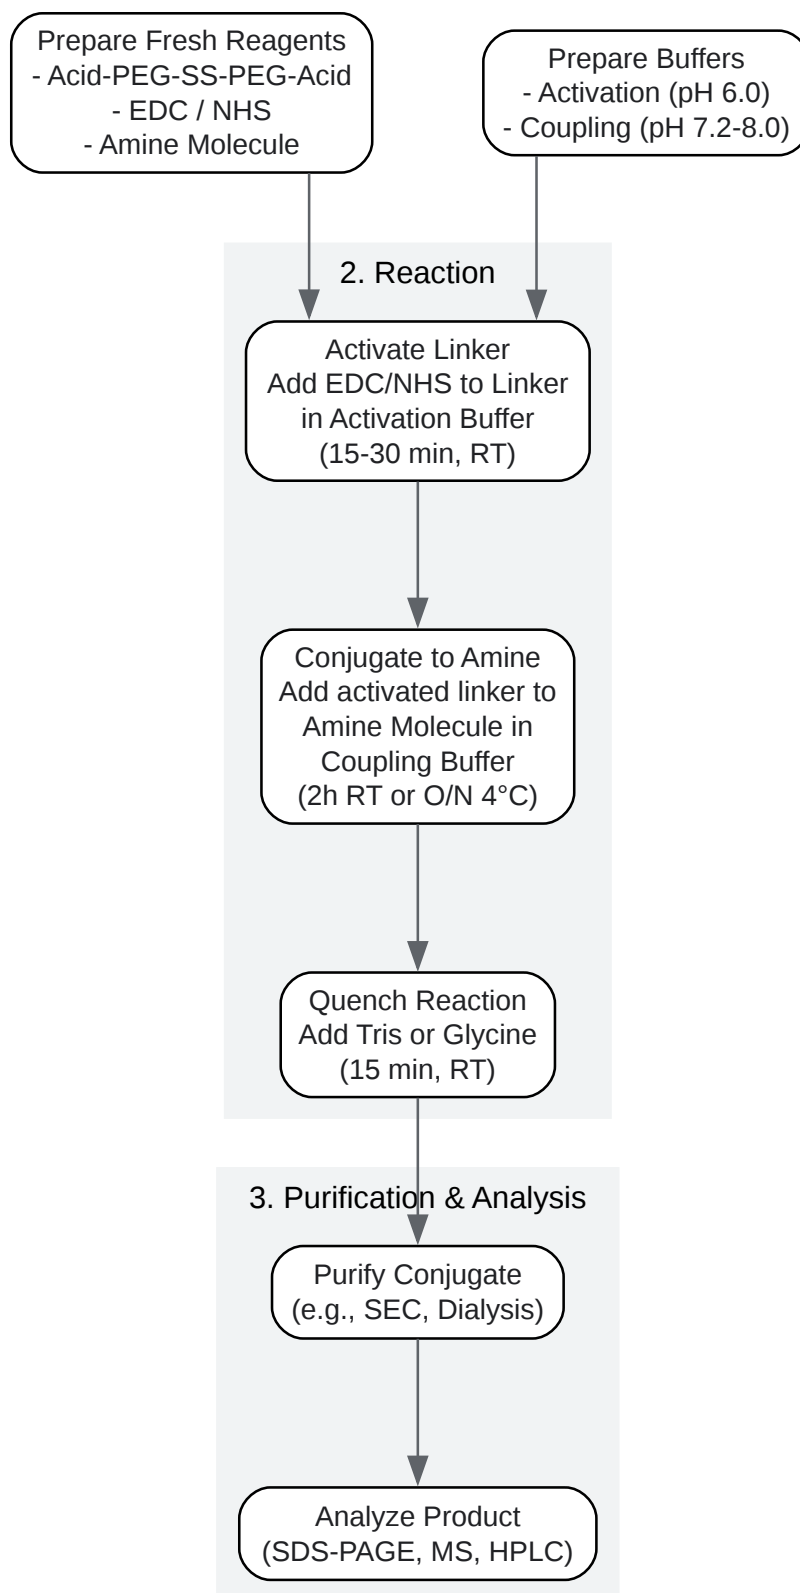 Prepare Fresh Reagents
- Acid-PEG-SS-PEG-Acid
- EDC / NHS
- Amine Molecule
Prepare Buffers
- Activation (pH 6.0)
- Coupling (pH 7.2-8.0)
2. Reaction
Activate Linker
Add EDC/NHS to Linker
in Activation Buffer
(15-30 min, RT)
Conjugate to Amine
Add activated linker to
Amine Molecule in
Coupling Buffer
(2h RT or O/N 4°C)
Quench Reaction
Add Tris or Glycine
(15 min, RT)
3. Purification & Analysis
Purify Conjugate
(e.g., SEC, Dialysis)
Analyze Product
(SDS-PAGE, MS, HPLC)